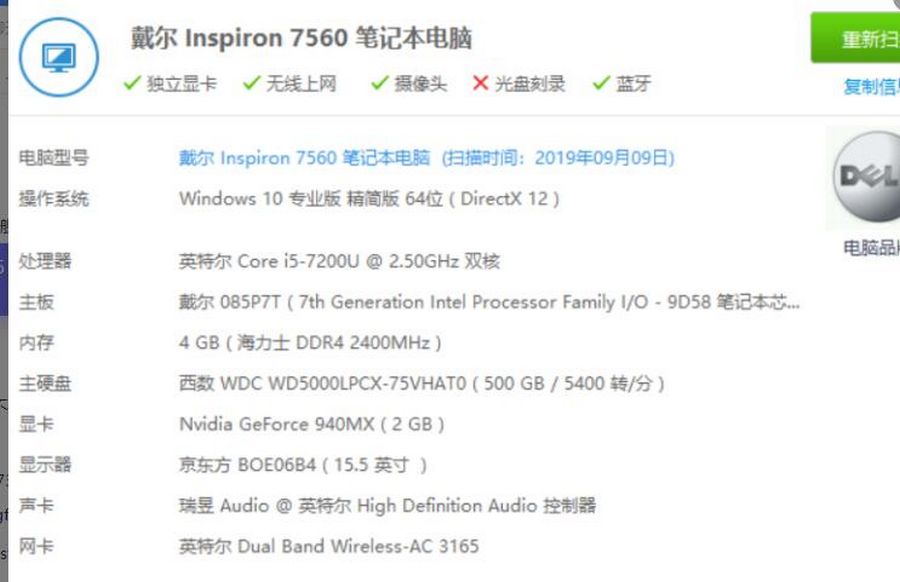 戴尔 Inspiron 7560 笔记本电脑
重新扫
独立显卡 无线上网 摄像头 光盘刻录 蓝牙
复制信息
电脑型号 戴尔 Inspiron 7560 笔记本电脑 (扫描时间：2019年09月09日)
DELL
操作系统 Windows 10 专业版 精简版 64位 ( DirectX 12 )
电脑品牌
处理器 英特尔 Core i5-7200U @ 2.50GHz 双核
主板 戴尔 085P7T ( 7th Generation Intel Processor Family I/O - 9D58 笔记本芯...
内存 4 GB ( 海力士 DDR4 2400MHz )
主硬盘 西数 WDC WD5000LPCX-75VHAT0 ( 500 GB / 5400 转/分 )
显卡 Nvidia GeForce 940MX ( 2 GB )
显示器 京东方 BOE06B4 ( 15.5 英寸 )
声卡 瑞昱 Audio @ 英特尔 High Definition Audio 控制器
网卡 英特尔 Dual Band Wireless-AC 3165